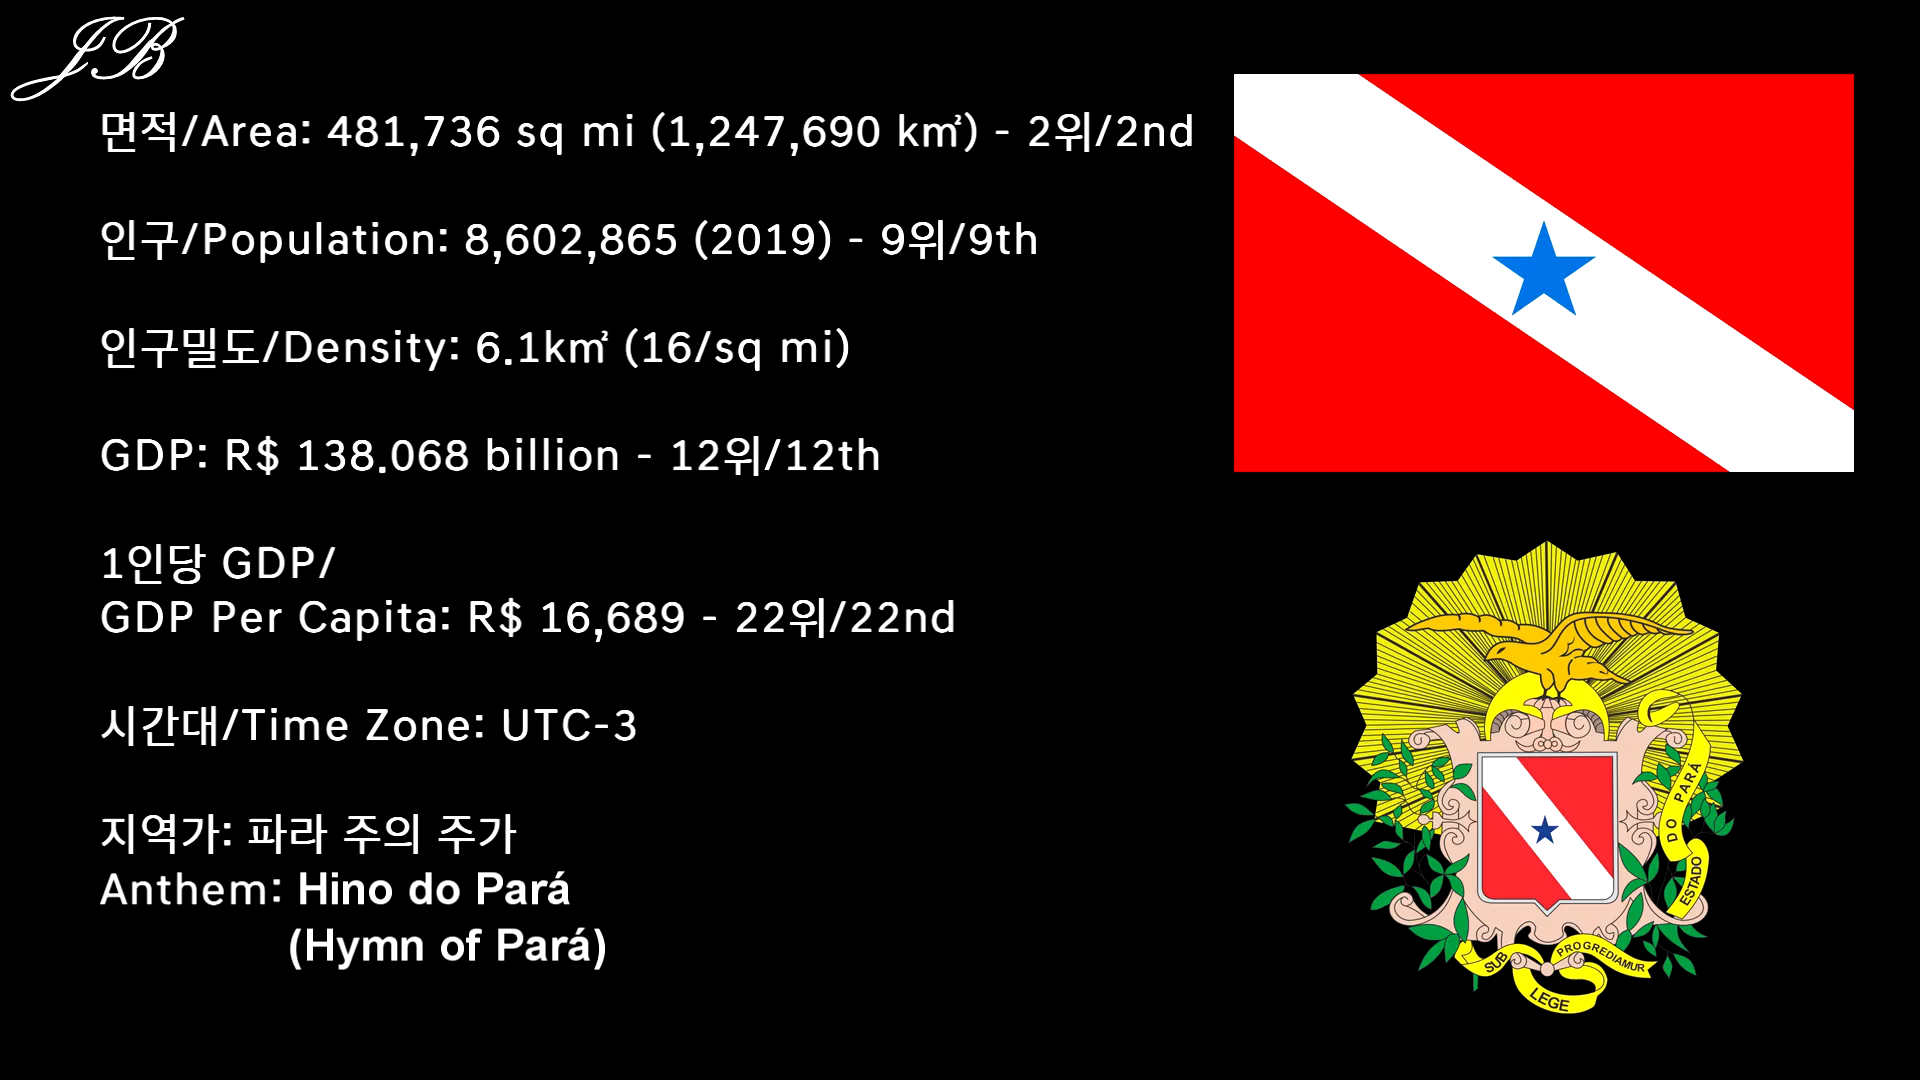 JB
면적/Area: 481,736 sq mi (1,247,690 km²) - 2위/2nd
인구/Population: 8,602,865 (2019) - 9위/9th
인구밀도/Density: 6.1km² (16/sq mi)
GDP: R$ 138.068 billion - 12위/12th
1인당 GDP/
GDP Per Capita: R$ 16,689 - 22위/22nd
시간대/Time Zone: UTC-3
지역가: 파라 주의 주가
Anthem: Hino do Pará
(Hymn of Pará)
ESTADO DO PARÁ
SUB LEGE PROGREDIAMUR